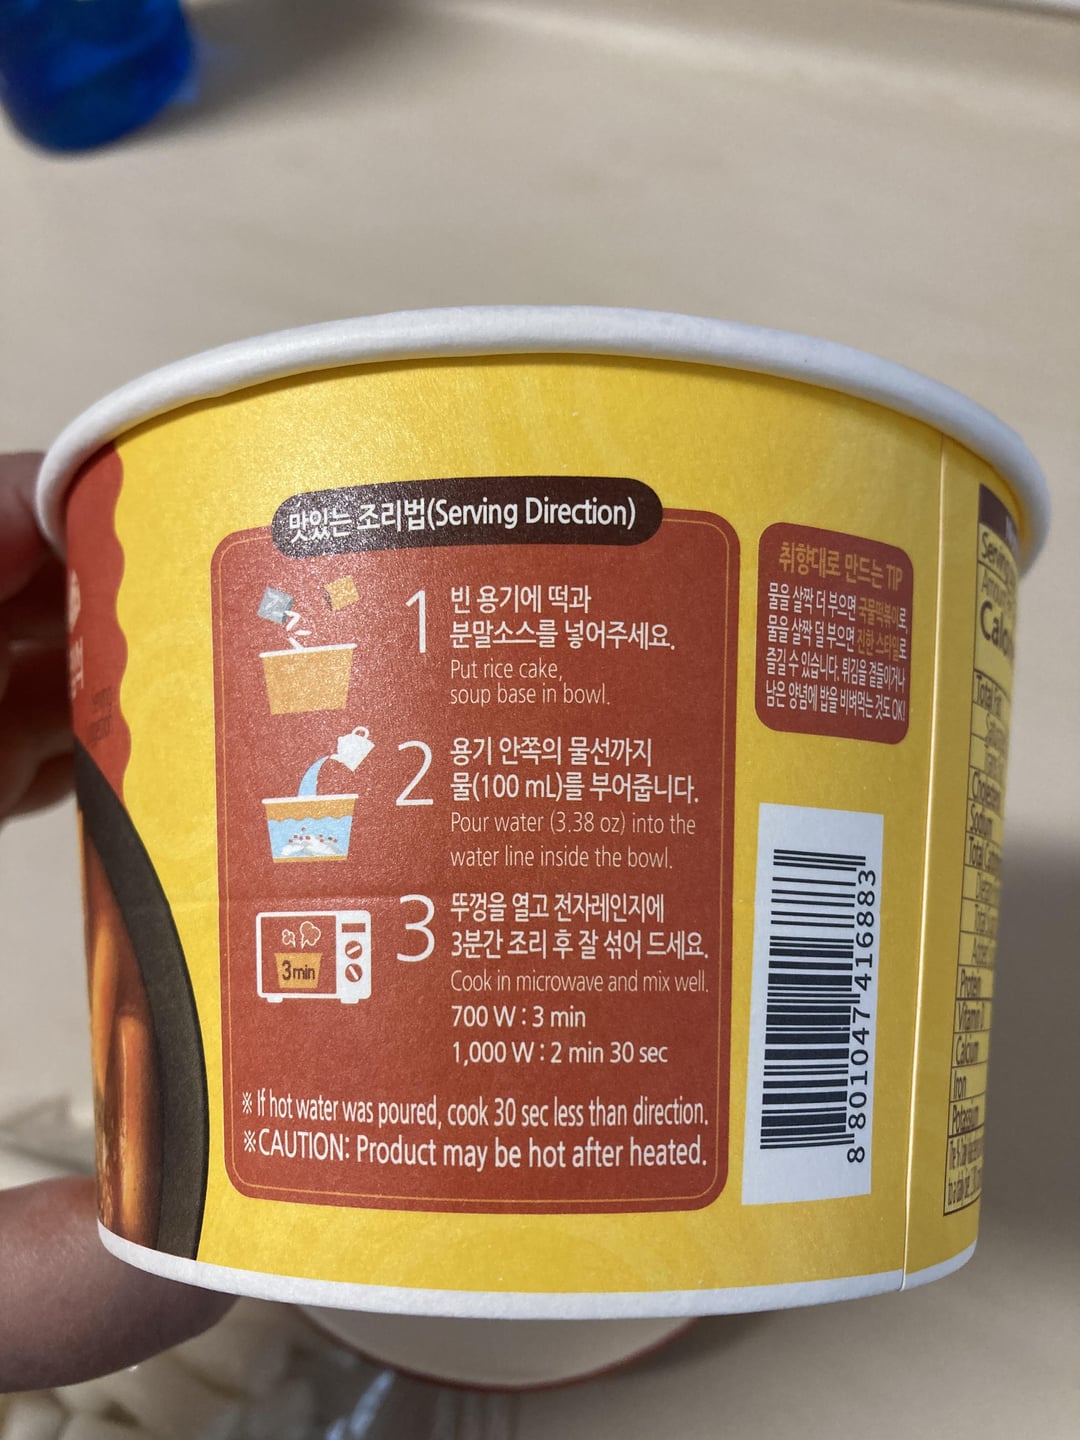 맛있는 조리법(Serving Direction)
1
빈 용기에 떡과
분말소스를 넣어주세요.
Put rice cake,
soup base in bowl.
2
용기 안쪽의 물선까지
물(100 mL)를 부어줍니다.
Pour water (3.38 oz) into the
water line inside the bowl.
3min
3
뚜껑을 열고 전자레인지에
3분간 조리 후 잘 섞어 드세요.
Cook in microwave and mix well.
700 W : 3 min
1,000 W : 2 min 30 sec
※ If hot water was poured, cook 30 sec less than direction.
※CAUTION: Product may be hot after heated.
취향대로 만드는 TIP
물을 살짝 더 부으면 국물떡볶이로,
물을 살짝 덜 부으면 진한 스타일로
즐길 수 있습니다. 튀김을 곁들이거나
남은 양념에 밥을 비벼먹는 것도 OK!
8 801047 416883
Total Fat
Sodium
Protein
Vitamin D
Calcium
Iron
Potassium